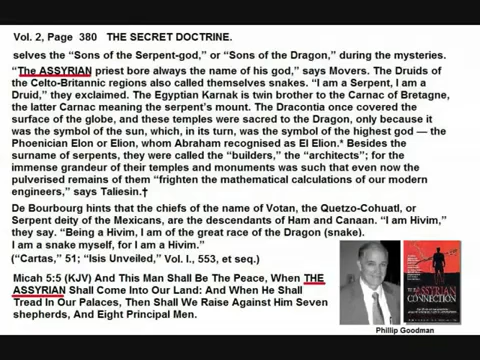 Vol. 2, Page 380 THE SECRET DOCTRINE.
selves the “Sons of the Serpent-god,” or “Sons of the Dragon,” during the mysteries.
“The ASSYRIAN priest bore always the name of his god,” says Movers. The Druids of
the Celto-Britannic regions also called themselves snakes. “I am a Serpent, I am a
Druid,” they exclaimed. The Egyptian Karnak is twin brother to the Carnac of Bretagne,
the latter Carnac meaning the serpent’s mount. The Dracontia once covered the
surface of the globe, and these temples were sacred to the Dragon, only because it
was the symbol of the sun, which, in its turn, was the symbol of the highest god — the
Phoenician Elon or Elion, whom Abraham recognised as El Elion.* Besides the
surname of serpents, they were called the “builders,” the “architects”; for the
immense grandeur of their temples and monuments was such that even now the
pulverised remains of them “frighten the mathematical calculations of our modern
engineers,” says Taliesin.†
De Bourbourg hints that the chiefs of the name of Votan, the Quetzo-Cohuatl, or
Serpent deity of the Mexicans, are the descendants of Ham and Canaan. “I am Hivim,”
they say. “Being a Hivim, I am of the great race of the Dragon (snake).
I am a snake myself, for I am a Hivim.”
(“Cartas,” 51; “Isis Unveiled,” Vol. I., 553, et seq.)
Micah 5:5 (KJV) And This Man Shall Be The Peace, When THE
ASSYRIAN Shall Come Into Our Land: And When He Shall
Tread In Our Palaces, Then Shall We Raise Against Him Seven
shepherds, And Eight Principal Men.
ASSYRIAN
CONNECTION
Phillip Goodman